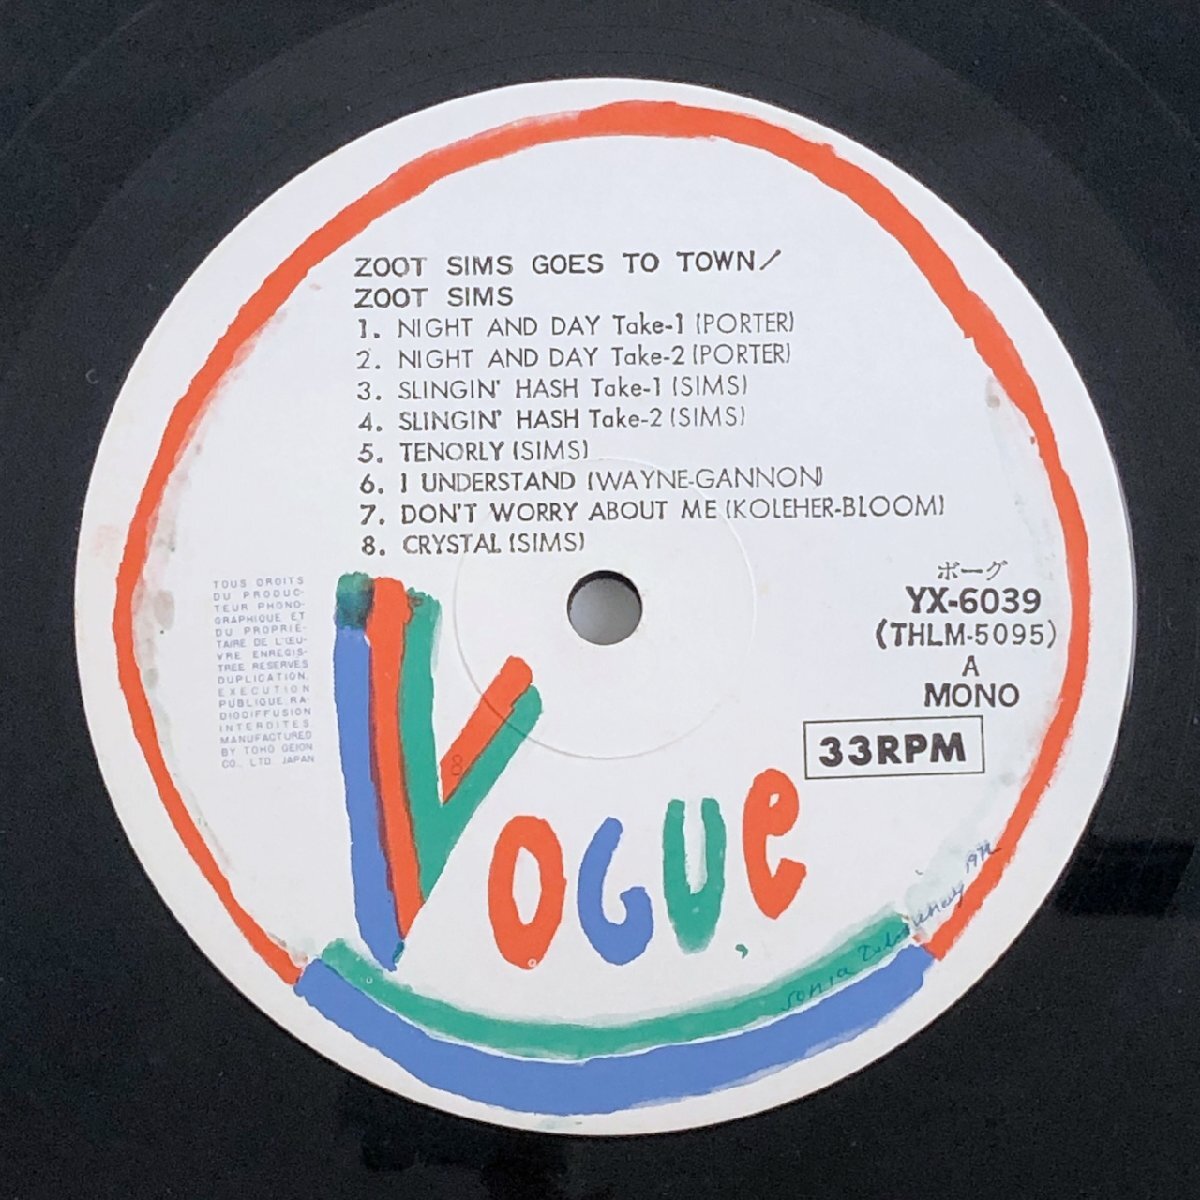 ZOOT SIMS GOES TO TOWN/
ZOOT SIMS
1. NIGHT AND DAY Take-1 (PORTER)
2. NIGHT AND DAY Take-2 (PORTER)
3. SLINGIN' HASH Take-1 (SIMS)
4. SLINGIN' HASH Take-2 (SIMS)
5. TENORLY (SIMS)
6. I UNDERSTAND (WAYNE-GANNON)
7. DON'T WORRY ABOUT ME (KOLEHER-BLOOM)
8. CRYSTAL (SIMS)
ボーグ
YX-6039
(THLM-5095)
A
MONO
33RPM
TOUS DROITS
DU PRODUC-
TEUR PHONO-
GRAPHIQUE ET
DU PROPRIE-
TAIRE DE L'ŒU-
VRE ENREGIS-
TREE RESERVES
DUPLICATION,
EXECUTION
PUBLIQUE, RA-
DIODIFFUSION
INTERDITES.
MANUFACTURED
BY TOHO GEION
CO., LTD. JAPAN
8
VOGUe
sonia